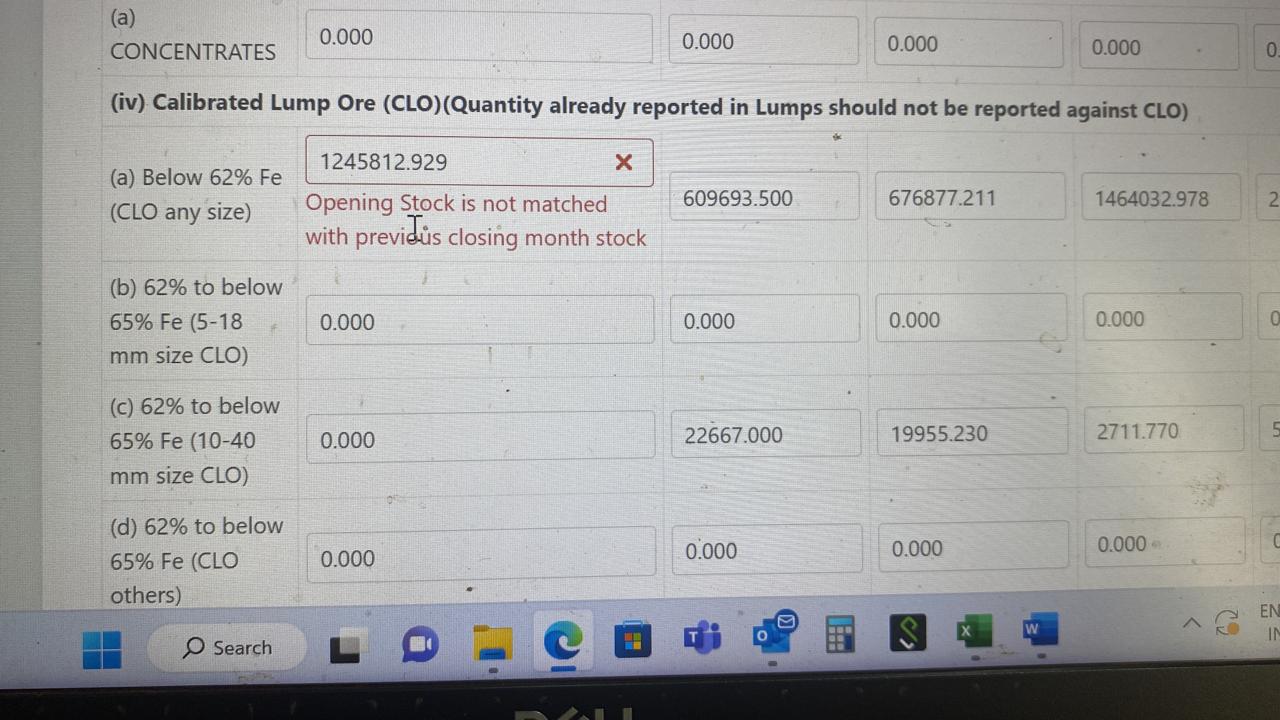 (a)
CONCENTRATES
0.000
0.000
0.000
0.000
0.
(iv) Calibrated Lump Ore (CLO)(Quantity already reported in Lumps should not be reported against CLO)
(a) Below 62% Fe
(CLO any size)
1245812.929
Opening Stock is not matched
with previous closing month stock
609693.500
676877.211
1464032.978
2
(b) 62% to below
65% Fe (5-18
mm size CLO)
0.000
0.000
0.000
0.000
0
(c) 62% to below
65% Fe (10-40
mm size CLO)
0.000
22667.000
19955.230
2711.770
5
(d) 62% to below
65% Fe (CLO
others)
0.000
0.000
0.000
0.000
Search
EN
IN